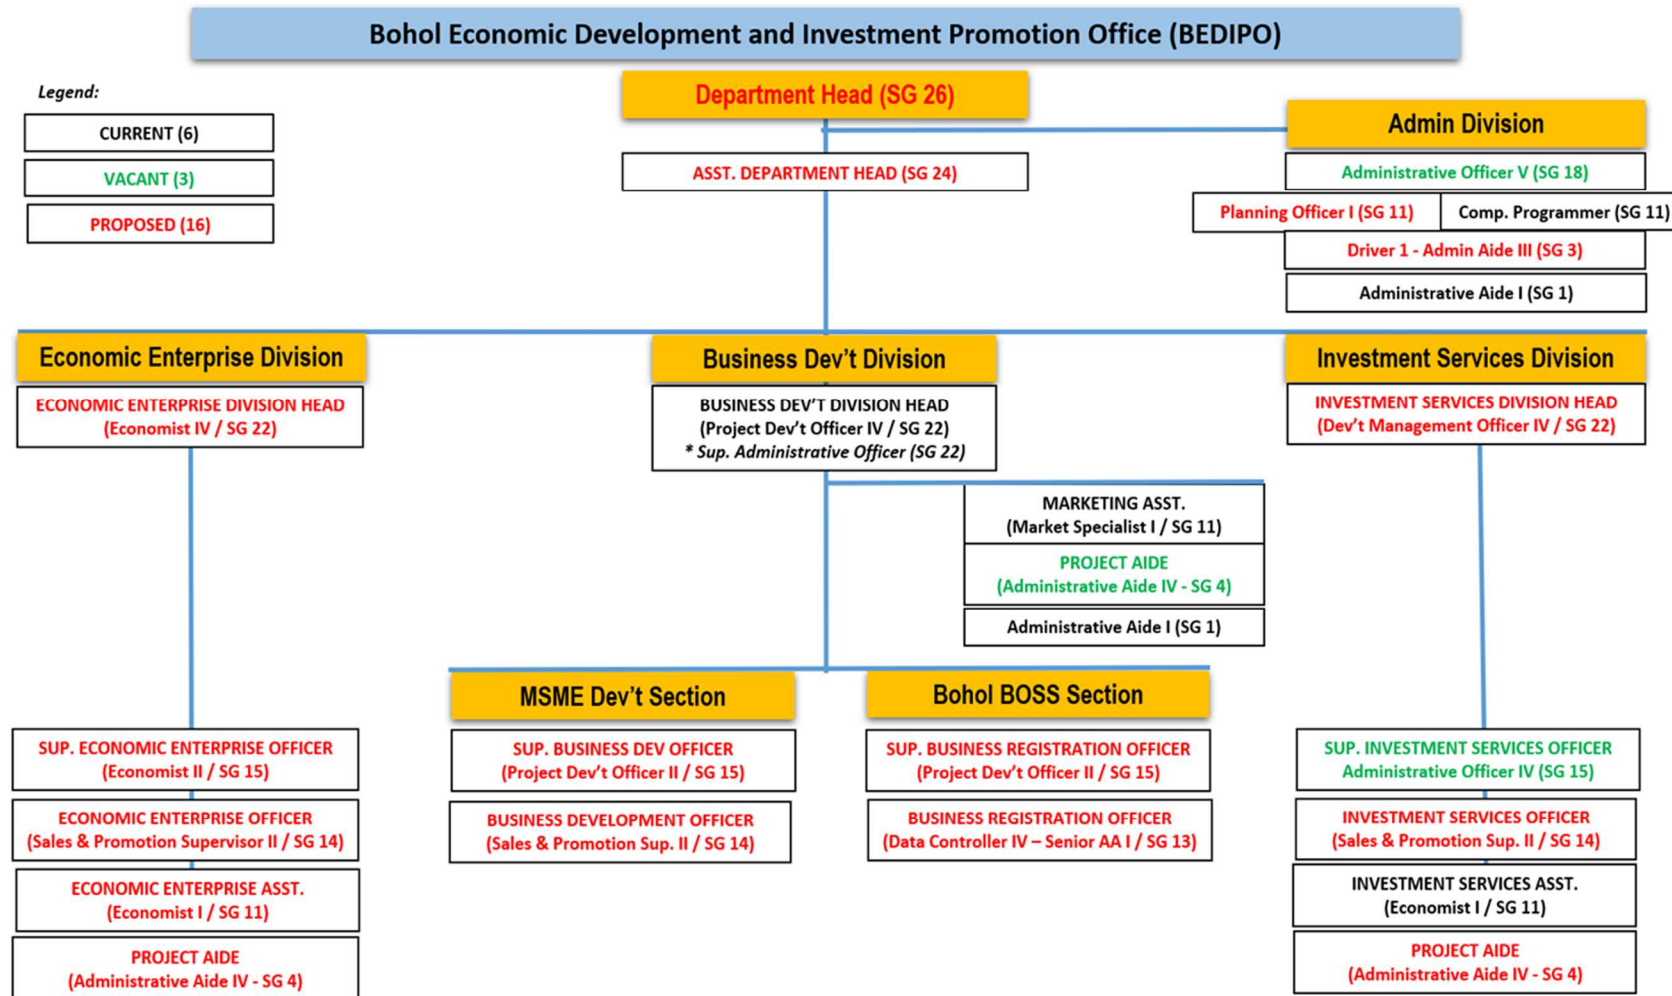 Bohol Economic Development and Investment Promotion Office (BEDIPO)
Legend:
CURRENT (6)
VACANT (3)
PROPOSED (16)
Department Head (SG 26)
ASST. DEPARTMENT HEAD (SG 24)
Admin Division
Administrative Officer V (SG 18)
Planning Officer I (SG 11)
Comp. Programmer (SG 11)
Driver 1 - Admin Aide III (SG 3)
Administrative Aide I (SG 1)
Economic Enterprise Division
ECONOMIC ENTERPRISE DIVISION HEAD
(Economist IV / SG 22)
Business Dev’t Division
BUSINESS DEV’T DIVISION HEAD
(Project Dev’t Officer IV / SG 22)
* Sup. Administrative Officer (SG 22)
Investment Services Division
INVESTMENT SERVICES DIVISION HEAD
(Dev’t Management Officer IV / SG 22)
MARKETING ASST.
(Market Specialist I / SG 11)
PROJECT AIDE
(Administrative Aide IV - SG 4)
Administrative Aide I (SG 1)
MSME Dev’t Section
Bohol BOSS Section
SUP. ECONOMIC ENTERPRISE OFFICER
(Economist II / SG 15)
ECONOMIC ENTERPRISE OFFICER
(Sales & Promotion Supervisor II / SG 14)
ECONOMIC ENTERPRISE ASST.
(Economist I / SG 11)
PROJECT AIDE
(Administrative Aide IV - SG 4)
SUP. BUSINESS DEV OFFICER
(Project Dev’t Officer II / SG 15)
BUSINESS DEVELOPMENT OFFICER
(Sales & Promotion Sup. II / SG 14)
SUP. BUSINESS REGISTRATION OFFICER
(Project Dev’t Officer II / SG 15)
BUSINESS REGISTRATION OFFICER
(Data Controller IV – Senior AA I / SG 13)
SUP. INVESTMENT SERVICES OFFICER
Administrative Officer IV (SG 15)
INVESTMENT SERVICES OFFICER
(Sales & Promotion Sup. II / SG 14)
INVESTMENT SERVICES ASST.
(Economist I / SG 11)
PROJECT AIDE
(Administrative Aide IV - SG 4)